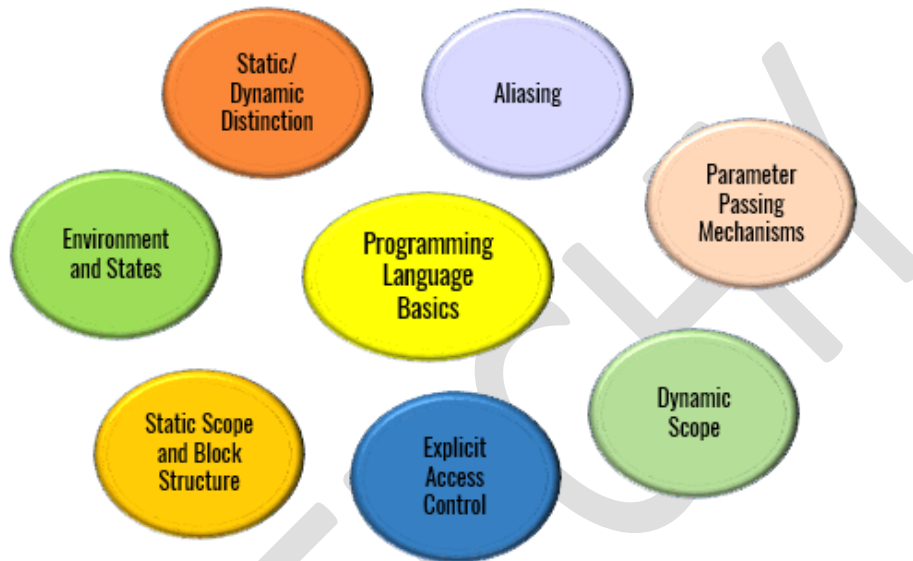 Static/
Dynamic
Distinction
Aliasing
Parameter
Passing
Mechanisms
Environment
and States
Programming
Language
Basics
Static Scope
and Block
Structure
Explicit
Access
Control
Dynamic
Scope